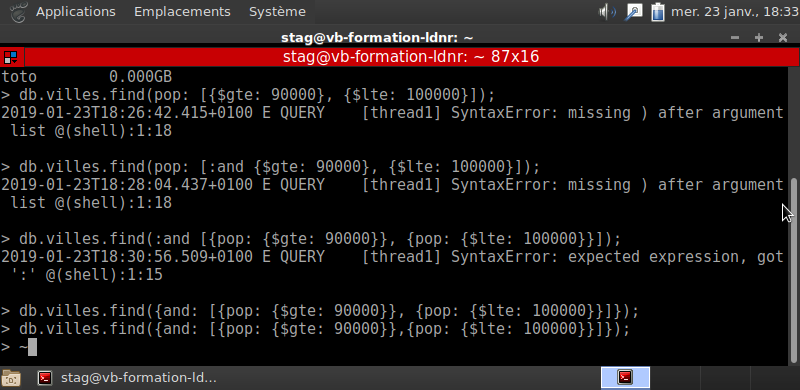 Applications Emplacements Système mer. 23 janv., 18:33
stag@vb-formation-ldnr: ~
stag@vb-formation-ldnr: ~ 87x16
toto 0.000GB
> db.villes.find(pop: [{$gte: 90000}, {$lte: 100000}]);
2019-01-23T18:26:42.415+0100 E QUERY [thread1] SyntaxError: missing ) after argument
list @(shell):1:18
> db.villes.find(pop: [:and {$gte: 90000}, {$lte: 100000}]);
2019-01-23T18:28:04.437+0100 E QUERY [thread1] SyntaxError: missing ) after argument
list @(shell):1:18
> db.villes.find(:and [{pop: {$gte: 90000}}, {pop: {$lte: 100000}}]);
2019-01-23T18:30:56.509+0100 E QUERY [thread1] SyntaxError: expected expression, got
':' @(shell):1:15
> db.villes.find({and: [{pop: {$gte: 90000}}, {pop: {$lte: 100000}}]});
> db.villes.find({and: [{pop: {$gte: 90000}},{pop: {$lte: 100000}}]});
> ~
stag@vb-formation-ld...